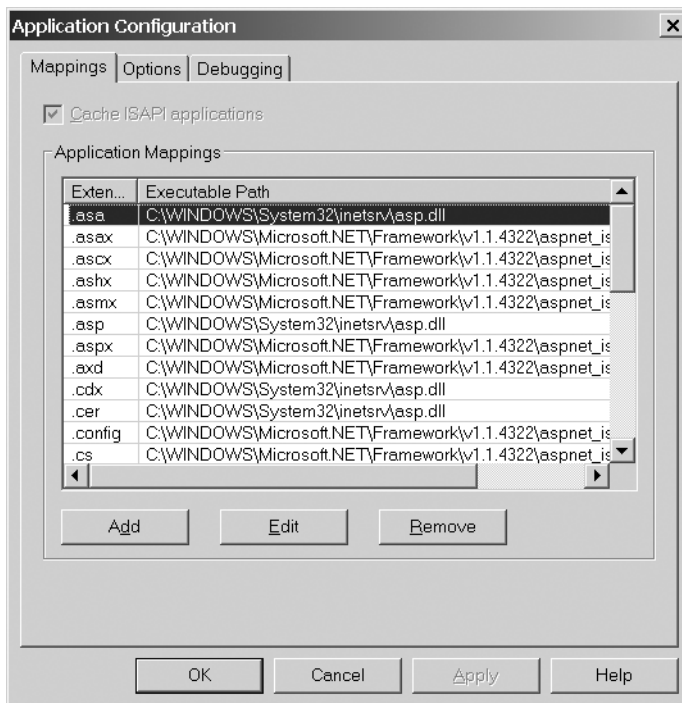 Application Configuration
Mappings Options Debugging
Cache ISAPI applications
Application Mappings
Exten... Executable Path
.asa C:\WINDOWS\System32\inetsrv\asp.dll
.asax C:\WINDOWS\Microsoft.NET\Framework\v1.1.4322\aspnet_is
.ascx C:\WINDOWS\Microsoft.NET\Framework\v1.1.4322\aspnet_is
.ashx C:\WINDOWS\Microsoft.NET\Framework\v1.1.4322\aspnet_is
.asmx C:\WINDOWS\Microsoft.NET\Framework\v1.1.4322\aspnet_is
.asp C:\WINDOWS\System32\inetsrv\asp.dll
.aspx C:\WINDOWS\Microsoft.NET\Framework\v1.1.4322\aspnet_is
.axd C:\WINDOWS\Microsoft.NET\Framework\v1.1.4322\aspnet_is
.cdx C:\WINDOWS\System32\inetsrv\asp.dll
.cer C:\WINDOWS\System32\inetsrv\asp.dll
.config C:\WINDOWS\Microsoft.NET\Framework\v1.1.4322\aspnet_is
.cs C:\WINDOWS\Microsoft.NET\Framework\v1.1.4322\aspnet_is
Add Edit Remove
OK Cancel Apply Help